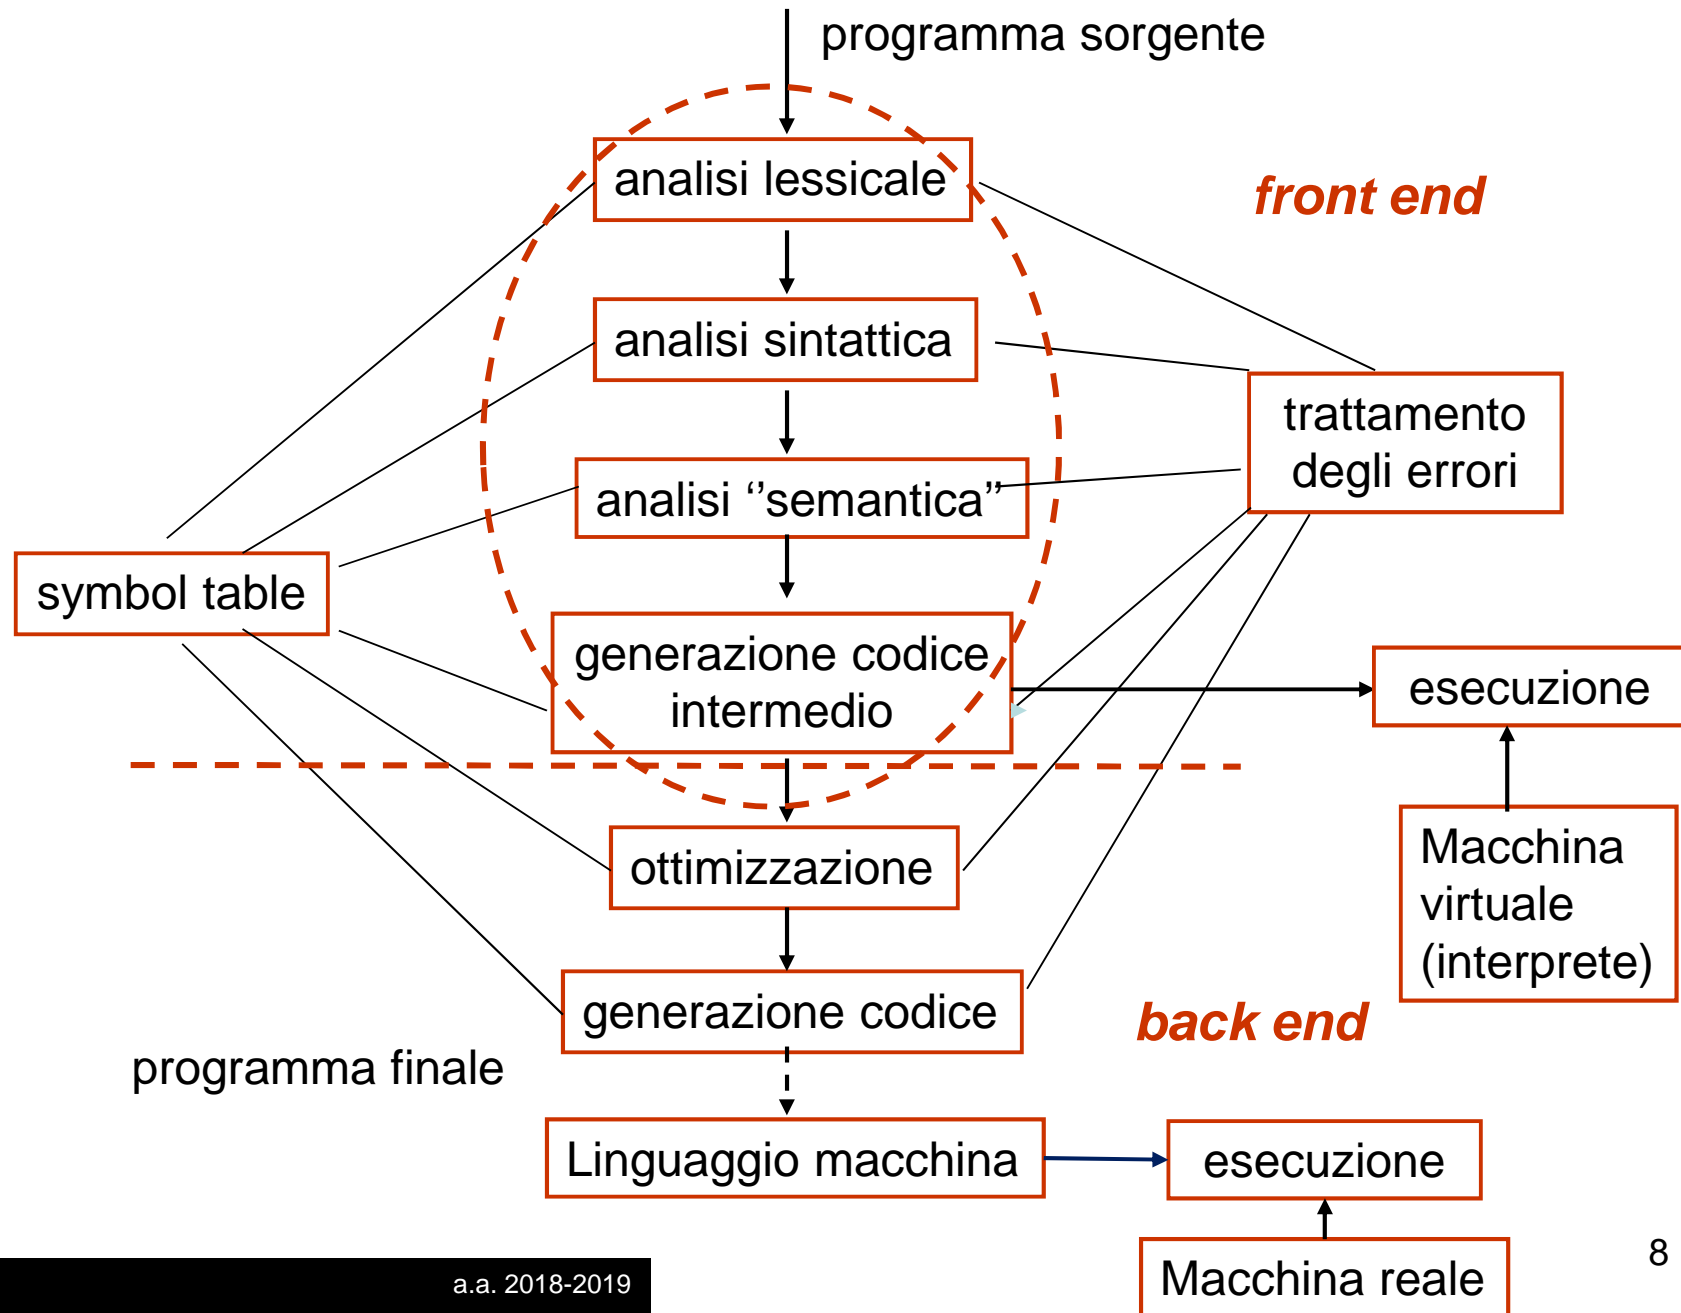 programma sorgente
analisi lessicale
front end
analisi sintattica
trattamento
degli errori
analisi ‘’semantica’’
symbol table
generazione codice
intermedio
esecuzione
ottimizzazione
Macchina
virtuale
(interprete)
generazione codice
back end
programma finale
Linguaggio macchina
esecuzione
Macchina reale
8
a.a. 2018-2019